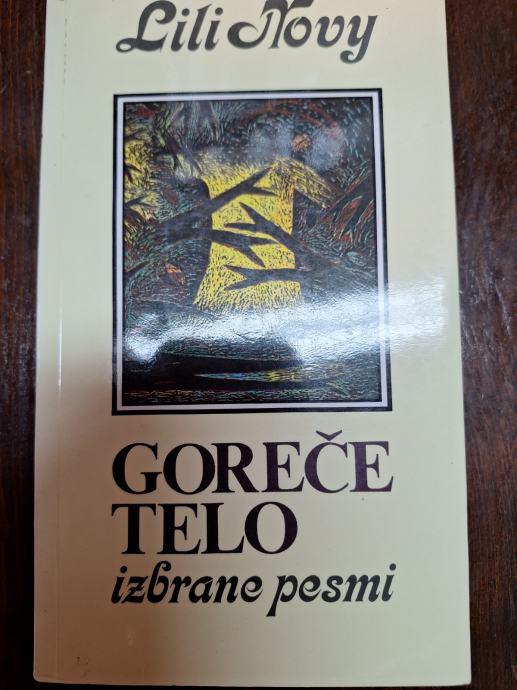 Lili Novy
GOREČE
TELO
izbrane pesmi